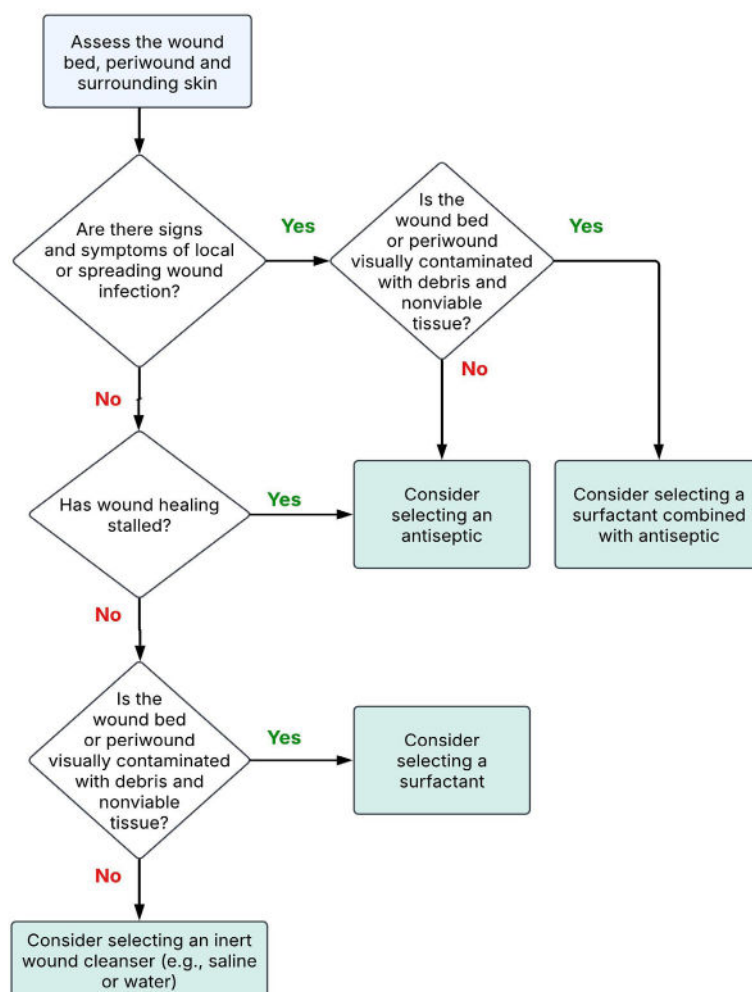 Assess the wound
bed, periwound and
surrounding skin
Are there signs
and symptoms of local
or spreading wound
infection?
Yes
Is the
wound bed
or periwound
visually contaminated
with debris and
nonviable
tissue?
Yes
No
No
Has wound healing
stalled?
Yes
Consider
selecting an
antiseptic
Consider selecting a
surfactant combined
with antiseptic
No
Is the
wound bed
or periwound
visually contaminated
with debris and
nonviable
tissue?
Yes
Consider
selecting a
surfactant
No
Consider selecting an inert
wound cleanser (e.g., saline
or water)